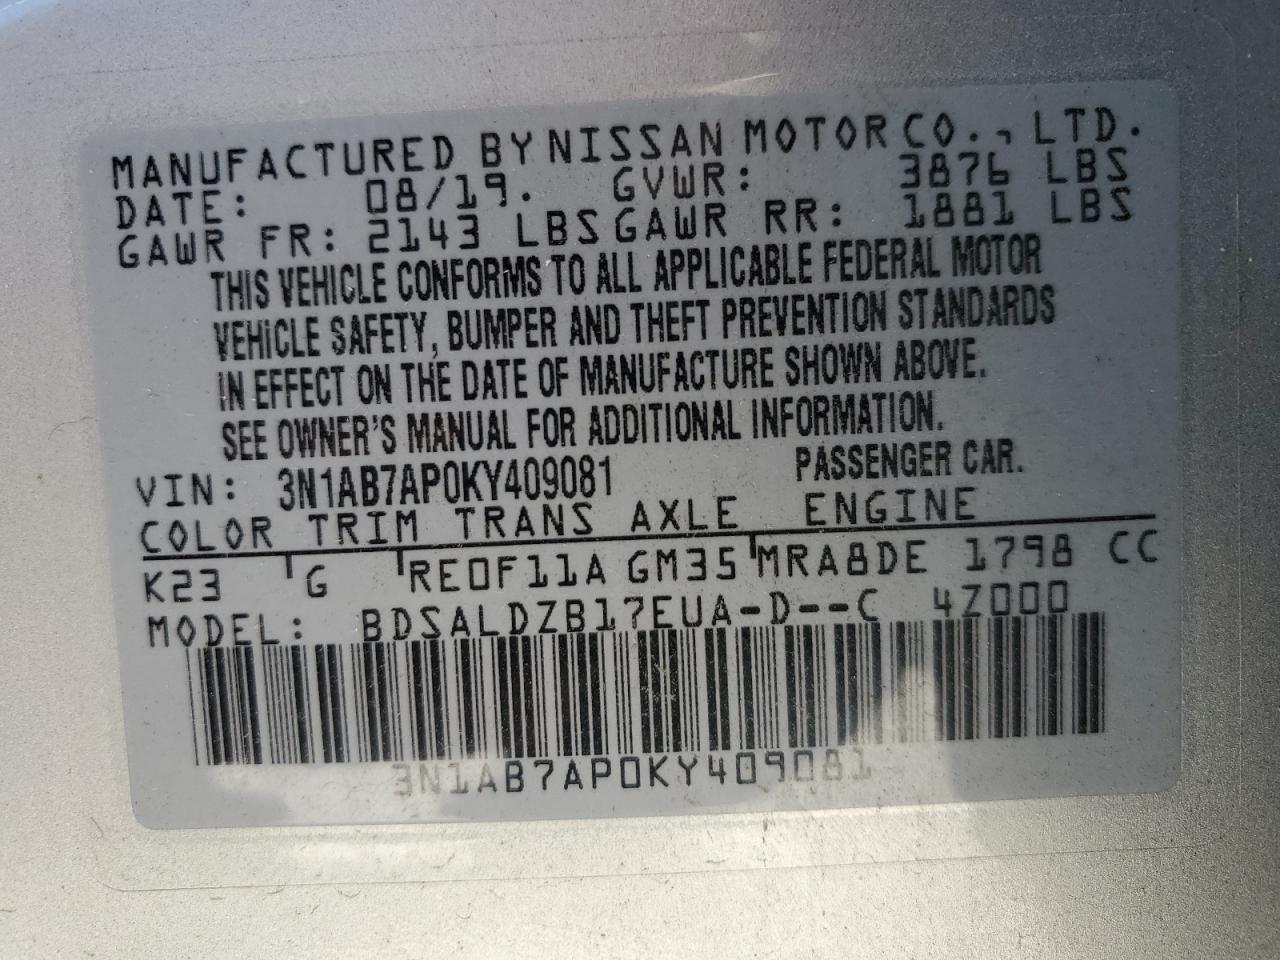 MANUFACTURED BY NISSAN MOTOR CO., LTD.
DATE: 08/19. GVWR: 3876 LBS
GAWR FR: 2143 LBS GAWR RR: 1881 LBS
THIS VEHICLE CONFORMS TO ALL APPLICABLE FEDERAL MOTOR
VEHICLE SAFETY, BUMPER AND THEFT PREVENTION STANDARDS
IN EFFECT ON THE DATE OF MANUFACTURE SHOWN ABOVE.
SEE OWNER'S MANUAL FOR ADDITIONAL INFORMATION.
VIN: 3N1AB7AP0KY409081 PASSENGER CAR.
COLOR TRIM TRANS AXLE ENGINE
K23 G RE0F11A GM35 MRA8DE 1798 CC
MODEL: BDSALDZB17EUA-D--C 4Z000
3N1AB7AP0KY409081